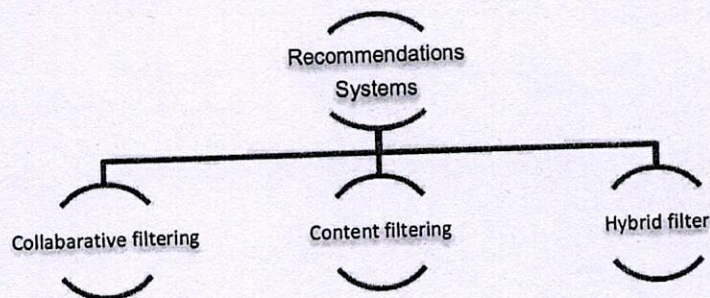 Recommendations
Systems
Collabarative filtering
Content filtering
Hybrid filter